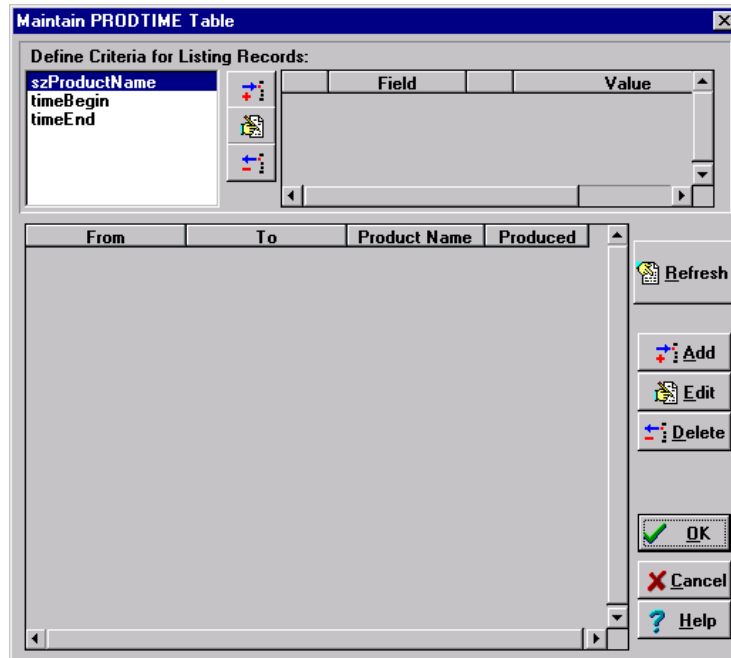 Maintain PRODTIME Table
Define Criteria for Listing Records:
szProductName
timeBegin
timeEnd
Field Value
From To Product Name Produced
Refresh
Add
Edit
Delete
OK
Cancel
Help